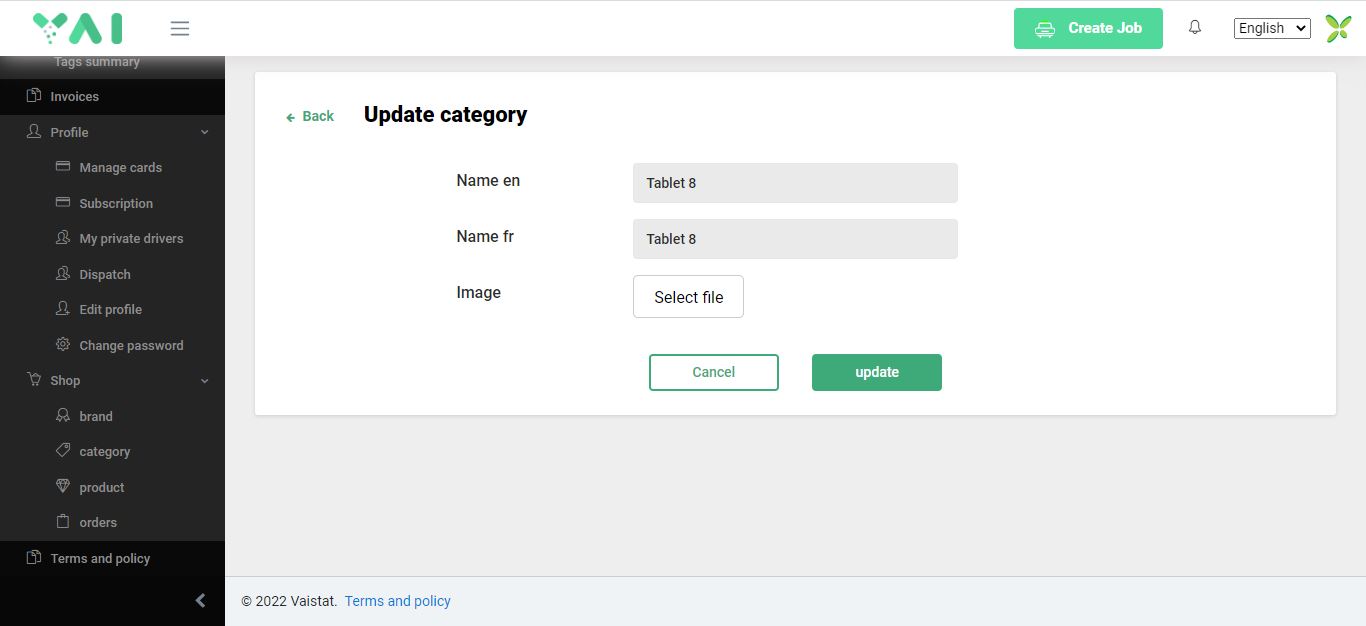 VAI
Create Job
English
Tags summary
Invoices
Profile
Manage cards
Subscription
My private drivers
Dispatch
Edit profile
Change password
Shop
brand
category
product
orders
Terms and policy
Back
Update category
Name en
Tablet 8
Name fr
Tablet 8
Image
Select file
Cancel
update
© 2022 Vaistat. Terms and policy